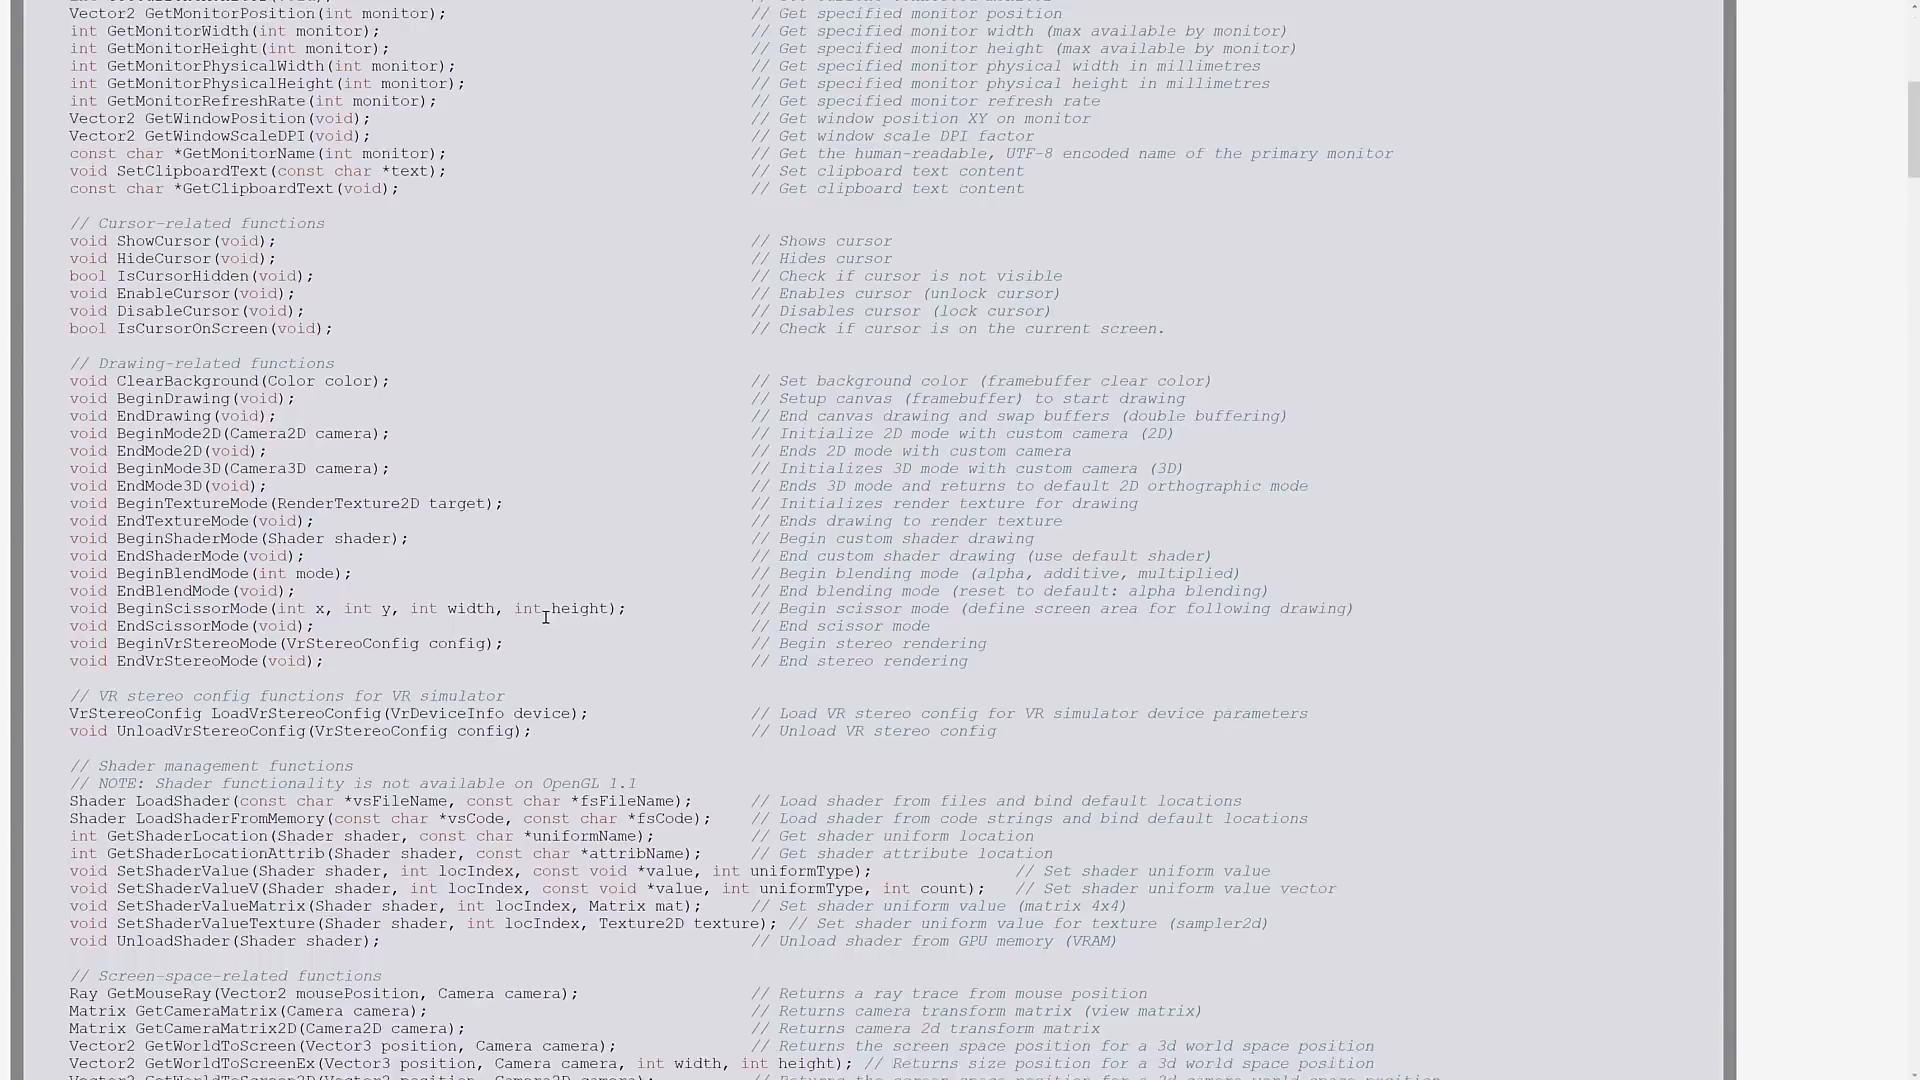 Vector2 GetMonitorPosition(int monitor); // Get specified monitor position
int GetMonitorWidth(int monitor); // Get specified monitor width (max available by monitor)
int GetMonitorHeight(int monitor); // Get specified monitor height (max available by monitor)
int GetMonitorPhysicalWidth(int monitor); // Get specified monitor physical width in millimetres
int GetMonitorPhysicalHeight(int monitor); // Get specified monitor physical height in millimetres
int GetMonitorRefreshRate(int monitor); // Get specified monitor refresh rate
Vector2 GetWindowPosition(void); // Get window position XY on monitor
Vector2 GetWindowScaleDPI(void); // Get window scale DPI factor
const char *GetMonitorName(int monitor); // Get the human-readable, UTF-8 encoded name of the primary monitor
void SetClipboardText(const char *text); // Set clipboard text content
const char *GetClipboardText(void); // Get clipboard text content
// Cursor-related functions
void ShowCursor(void); // Shows cursor
void HideCursor(void); // Hides cursor
bool IsCursorHidden(void); // Check if cursor is not visible
void EnableCursor(void); // Enables cursor (unlock cursor)
void DisableCursor(void); // Disables cursor (lock cursor)
bool IsCursorOnScreen(void); // Check if cursor is on the current screen.
// Drawing-related functions
void ClearBackground(Color color); // Set background color (framebuffer clear color)
void BeginDrawing(void); // Setup canvas (framebuffer) to start drawing
void EndDrawing(void); // End canvas drawing and swap buffers (double buffering)
void BeginMode2D(Camera2D camera); // Initialize 2D mode with custom camera (2D)
void EndMode2D(void); // Ends 2D mode with custom camera
void BeginMode3D(Camera3D camera); // Initializes 3D mode with custom camera (3D)
void EndMode3D(void); // Ends 3D mode and returns to default 2D orthographic mode
void BeginTextureMode(RenderTexture2D target); // Initializes render texture for drawing
void EndTextureMode(void); // Ends drawing to render texture
void BeginShaderMode(Shader shader); // Begin custom shader drawing
void EndShaderMode(void); // End custom shader drawing (use default shader)
void BeginBlendMode(int mode); // Begin blending mode (alpha, additive, multiplied)
void EndBlendMode(void); // End blending mode (reset to default: alpha blending)
void BeginScissorMode(int x, int y, int width, int height); // Begin scissor mode (define screen area for following drawing)
void EndScissorMode(void); // End scissor mode
void BeginVrStereoMode(VrStereoConfig config); // Begin stereo rendering
void EndVrStereoMode(void); // End stereo rendering
// VR stereo config functions for VR simulator
VrStereoConfig LoadVrStereoConfig(VrDeviceInfo device); // Load VR stereo config for VR simulator device parameters
void UnloadVrStereoConfig(VrStereoConfig config); // Unload VR stereo config
// Shader management functions
// NOTE: Shader functionality is not available on OpenGL 1.1
Shader LoadShader(const char *vsFileName, const char *fsFileName); // Load shader from files and bind default locations
Shader LoadShaderFromMemory(const char *vsCode, const char *fsCode); // Load shader from code strings and bind default locations
int GetShaderLocation(Shader shader, const char *uniformName); // Get shader uniform location
int GetShaderLocationAttrib(Shader shader, const char *attribName); // Get shader attribute location
void SetShaderValue(Shader shader, int locIndex, const void *value, int uniformType); // Set shader uniform value
void SetShaderValueV(Shader shader, int locIndex, const void *value, int uniformType, int count); // Set shader uniform value vector
void SetShaderValueMatrix(Shader shader, int locIndex, Matrix mat); // Set shader uniform value (matrix 4x4)
void SetShaderValueTexture(Shader shader, int locIndex, Texture2D texture); // Set shader uniform value for texture (sampler2d)
void UnloadShader(Shader shader); // Unload shader from GPU memory (VRAM)
// Screen-space-related functions
Ray GetMouseRay(Vector2 mousePosition, Camera camera); // Returns a ray trace from mouse position
Matrix GetCameraMatrix(Camera camera); // Returns camera transform matrix (view matrix)
Matrix GetCameraMatrix2D(Camera2D camera); // Returns camera 2d transform matrix
Vector2 GetWorldToScreen(Vector3 position, Camera camera); // Returns the screen space position for a 3d world space position
Vector2 GetWorldToScreenEx(Vector3 position, Camera camera, int width, int height); // Returns size position for a 3d world space position